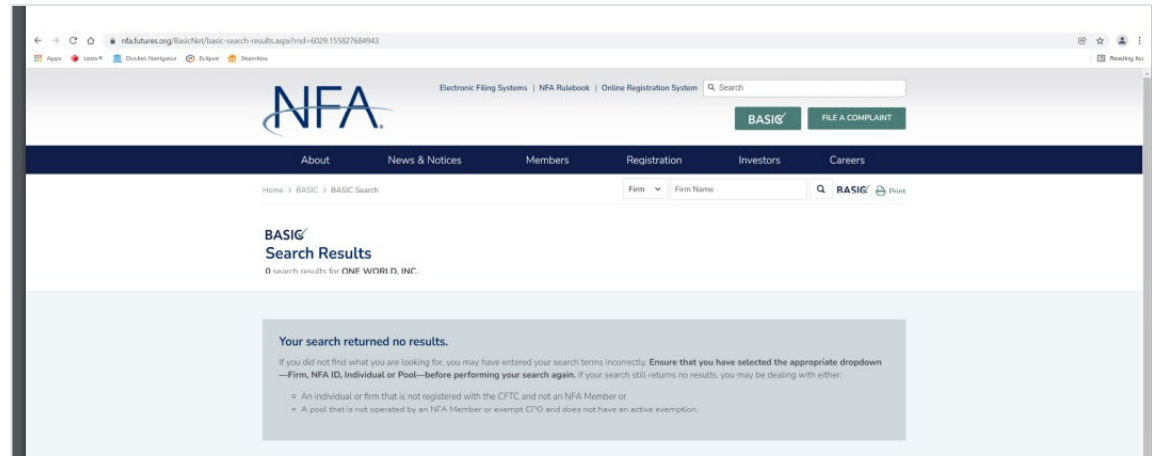 nfa.futures.org/BasicNet/basic-search-results.aspx?rnd=6029.155827684943
Apps Lexis® Docket Navigator Eclipse Seamless Reading list
Electronic Filing Systems | NFA Rulebook | Online Registration System Search
NFA.
BASIC FILE A COMPLAINT
About News & Notices Members Registration Investors Careers
Home > BASIC > BASIC Search Firm Firm Name BASIC Print
BASIC
Search Results
0 search results for ONE WORLD, INC.
Your search returned no results.
If you did not find what you are looking for, you may have entered your search terms incorrectly. Ensure that you have selected the appropriate dropdown
—Firm, NFA ID, Individual or Pool—before performing your search again. If your search still returns no results, you may be dealing with either:
An individual or firm that is not registered with the CFTC and not an NFA Member or
A pool that is not operated by an NFA Member or exempt CPO and does not have an active exemption.